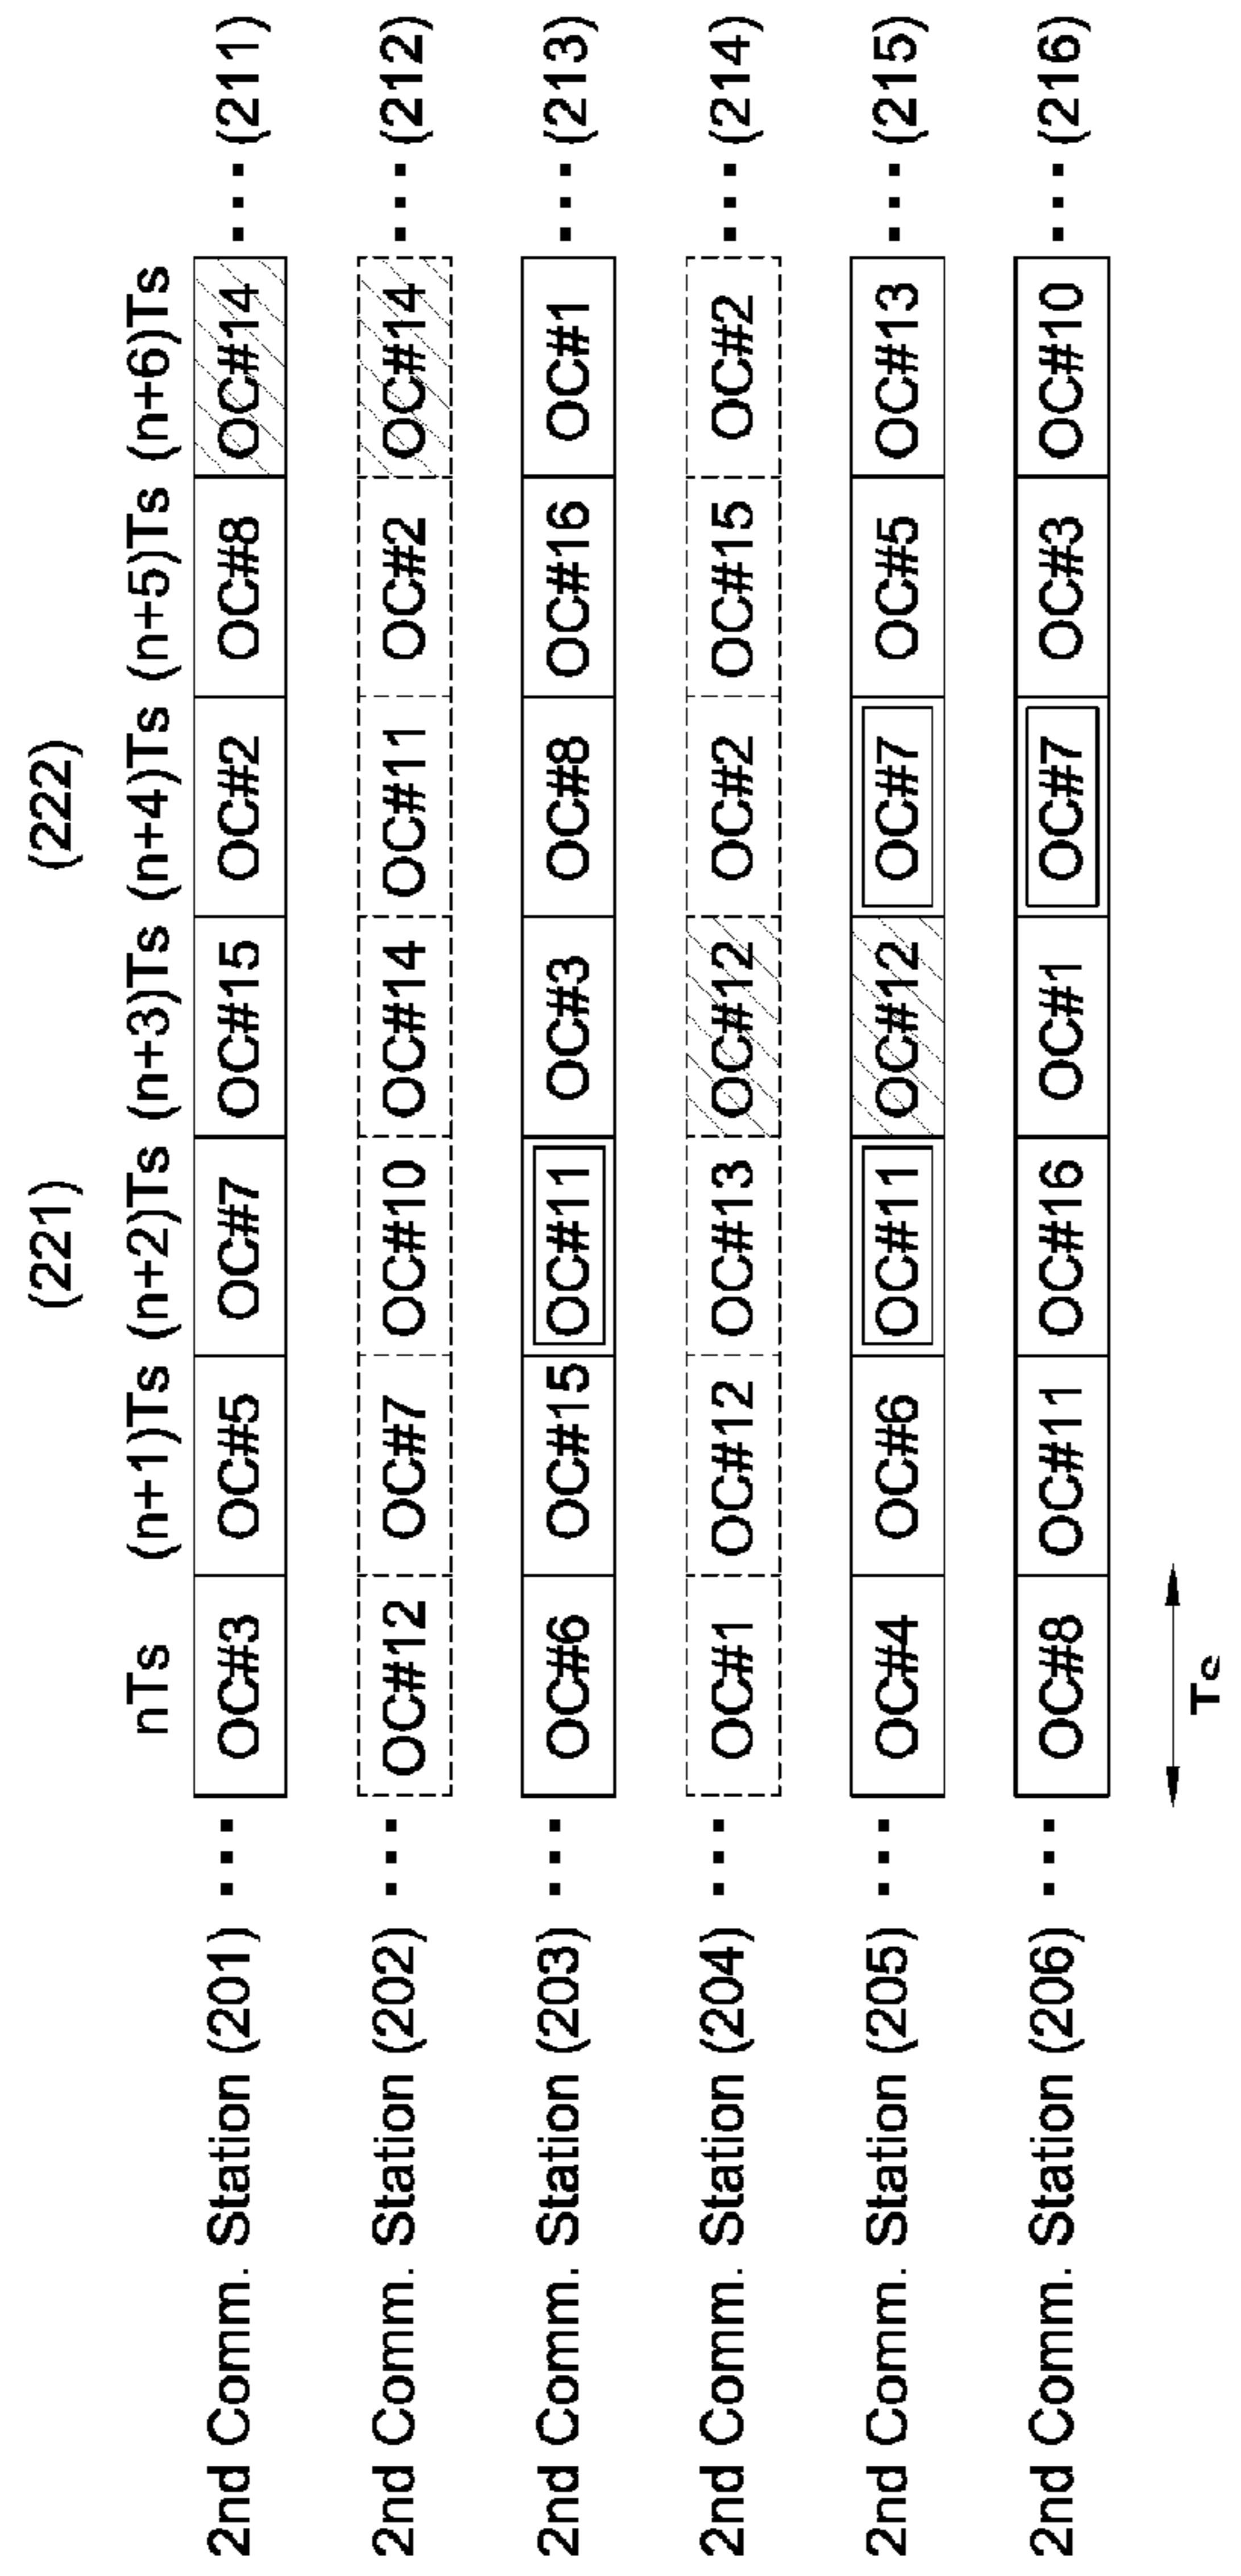 (221) (222)
nTs (n+1)Ts (n+2)Ts (n+3)Ts (n+4)Ts (n+5)Ts (n+6)Ts
2nd Comm. Station (201) ... OC#3 OC#5 OC#7 OC#15 OC#2 OC#8 OC#14 ... (211)
2nd Comm. Station (202) ... OC#12 OC#7 OC#10 OC#14 OC#11 OC#2 OC#14 ... (212)
2nd Comm. Station (203) ... OC#6 OC#15 OC#11 OC#3 OC#8 OC#16 OC#1 ... (213)
2nd Comm. Station (204) ... OC#1 OC#12 OC#13 OC#12 OC#2 OC#15 OC#2 ... (214)
2nd Comm. Station (205) ... OC#4 OC#6 OC#11 OC#12 OC#7 OC#5 OC#13 ... (215)
2nd Comm. Station (206) ... OC#8 OC#11 OC#16 OC#1 OC#7 OC#3 OC#10 ... (216)
Ts